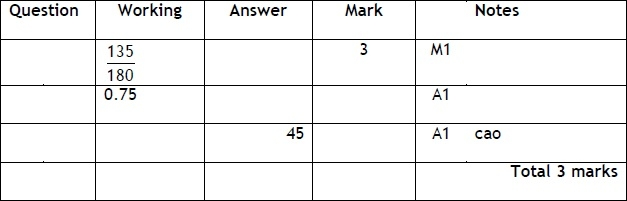 Question Working Answer Mark Notes
135
180
3 M1
0.75 A1
45 A1 cao
Total 3 marks